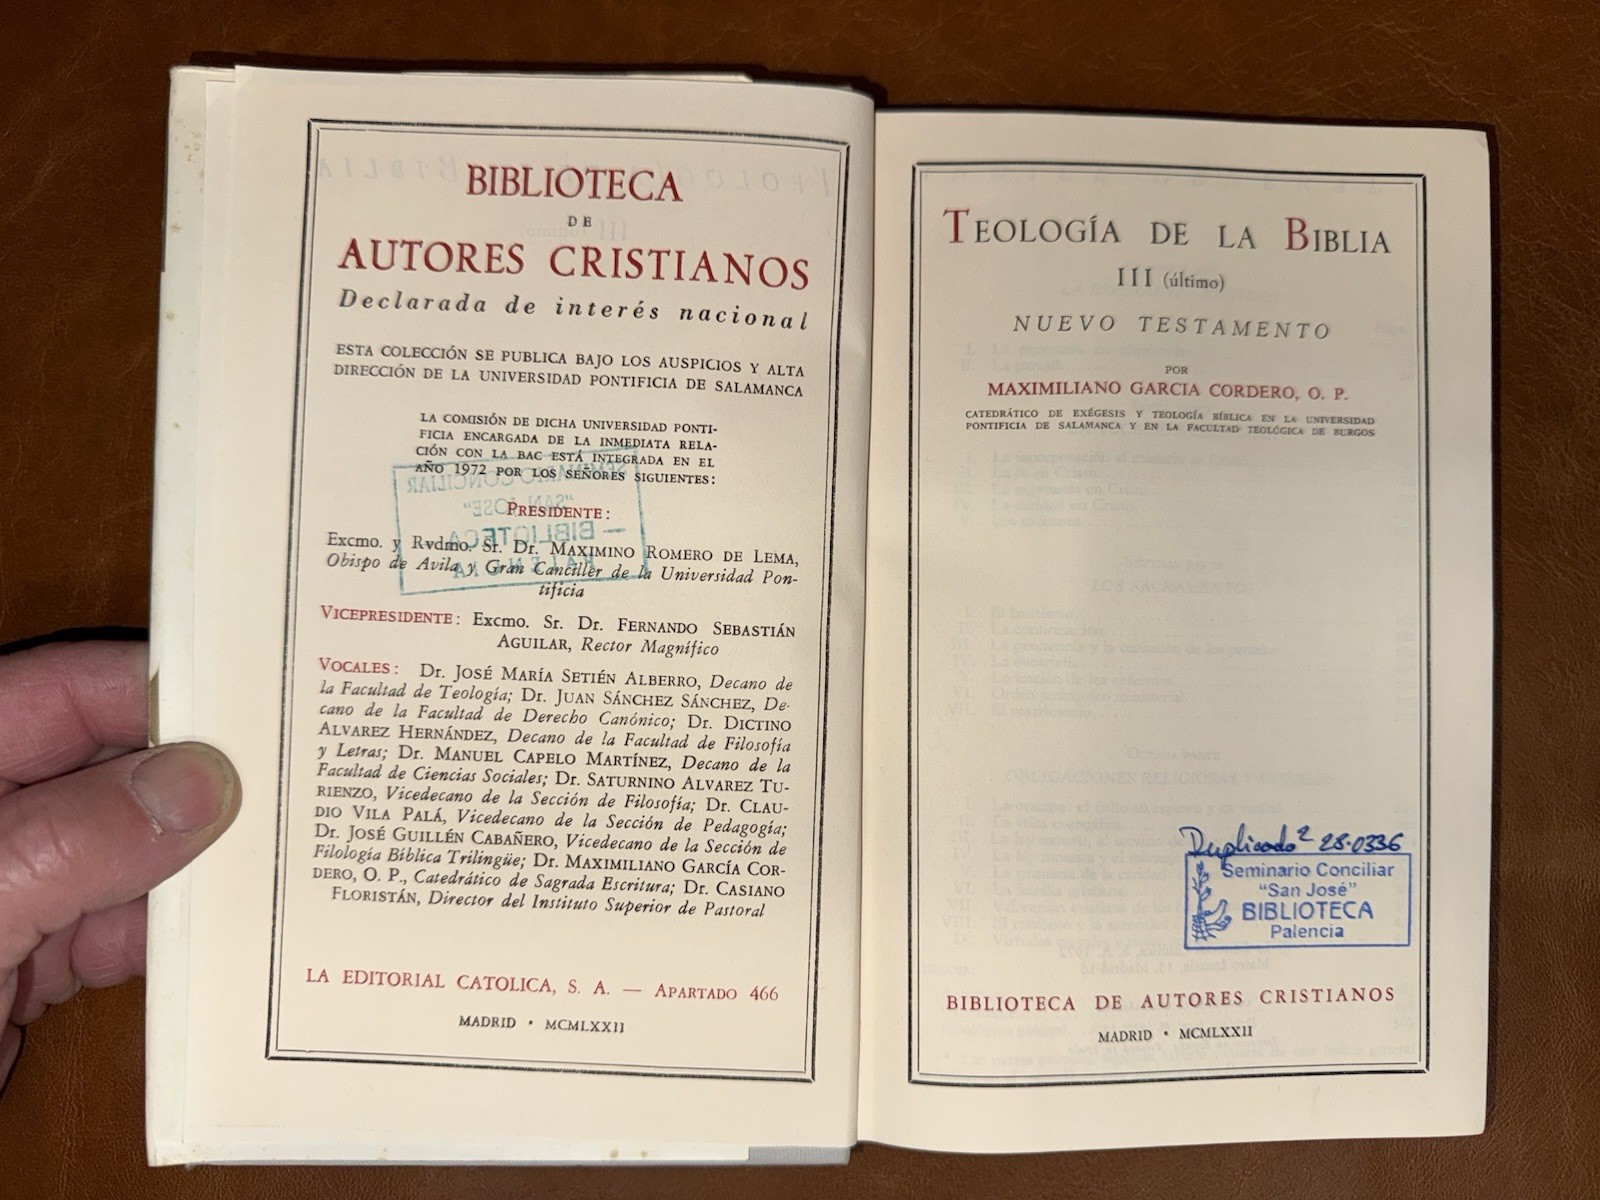 BIBLIOTECA
DE
AUTORES CRISTIANOS
Declarada de interés nacional
ESTA COLECCIÓN SE PUBLICA BAJO LOS AUSPICIOS Y ALTA
DIRECCIÓN DE LA UNIVERSIDAD PONTIFICIA DE SALAMANCA
LA COMISIÓN DE DICHA UNIVERSIDAD PONTI-
FICIA ENCARGADA DE LA INMEDIATA RELA-
CIÓN CON LA BAC ESTÁ INTEGRADA EN EL
AÑO 1972 POR LOS SEÑORES SIGUIENTES:
PRESIDENTE:
Excmo. y Rvdmo. Sr. Dr. MAXIMINO ROMERO DE LEMA,
Obispo de Avila y Gran Canciller de la Universidad Pon-
tificia
VICEPRESIDENTE: Excmo. Sr. Dr. FERNANDO SEBASTIÁN
AGUILAR, Rector Magnífico
VOCALES: Dr. JOSÉ MARÍA SETIÉN ALBERRO, Decano de
la Facultad de Teología; Dr. JUAN SÁNCHEZ SÁNCHEZ, De-
cano de la Facultad de Derecho Canónico; Dr. DICTINO
ALVAREZ HERNÁNDEZ, Decano de la Facultad de Filosofía
y Letras; Dr. MANUEL CAPELO MARTÍNEZ, Decano de la
Facultad de Ciencias Sociales; Dr. SATURNINO ALVAREZ TU-
RIENZO, Vicedecano de la Sección de Filosofía; Dr. CLAU-
DIO VILA PALÁ, Vicedecano de la Sección de Pedagogía;
Dr. JOSÉ GUILLÉN CABAÑERO, Vicedecano de la Sección de
Filología Bíblica Trilingüe; Dr. MAXIMILIANO GARCÍA COR-
DERO, O. P., Catedrático de Sagrada Escritura; Dr. CASIANO
FLORISTÁN, Director del Instituto Superior de Pastoral
LA EDITORIAL CATOLICA, S. A. — APARTADO 466
MADRID · MCMLXXII
SEMINARIO CONCILIAR
"SAN JOSE"
— BIBLIOTECA —
PALENCIA
TEOLOGÍA DE LA BIBLIA
III (último)
NUEVO TESTAMENTO
POR
MAXIMILIANO GARCIA CORDERO, O. P.
CATEDRÁTICO DE EXÉGESIS Y TEOLOGÍA BÍBLICA EN LA UNIVERSIDAD
PONTIFICIA DE SALAMANCA Y EN LA FACULTAD TEOLÓGICA DE BURGOS
Duplicado 2 28.0336
Seminario Conciliar
"San José"
BIBLIOTECA
Palencia
BIBLIOTECA DE AUTORES CRISTIANOS
MADRID · MCMLXXII